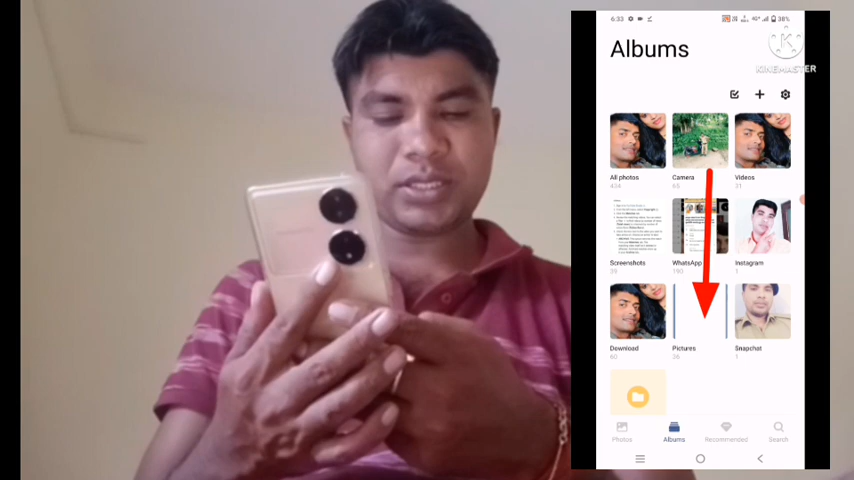 6:33
38%
Albums
KINEMASTER
All photos
Camera
Videos
434
65
31
Screenshots
WhatsApp
Instagram
39
190
1
Download
Pictures
Snapchat
60
36
1
Photos
Albums
Recommended
Search